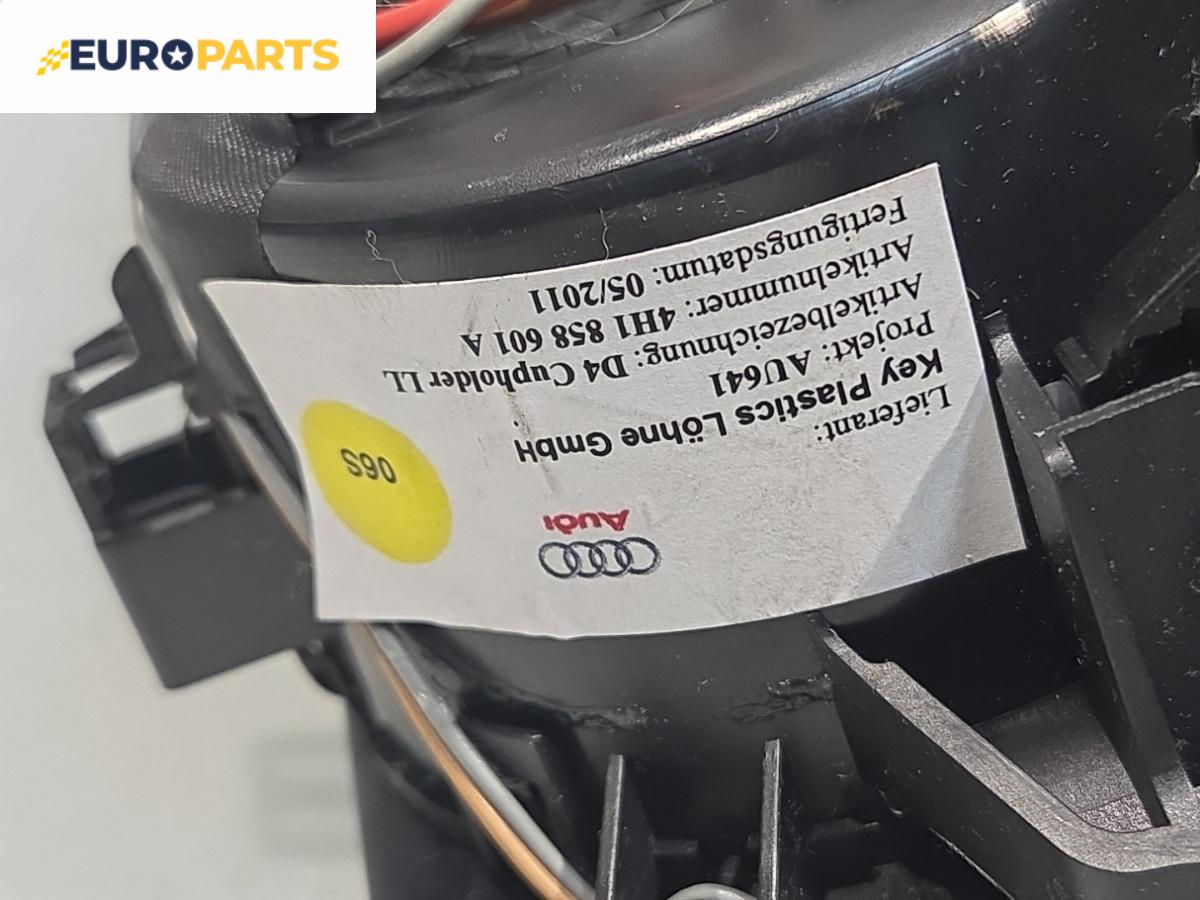 EUROPARTS
Audi
Lieferant:
Key Plastics Löhne GmbH
Projekt: AU641
Artikelbezeichnung: D4 Cupholder LL
Artikelnummer: 4H1 858 601 A
Fertigungsdatum: 05/2011
06S